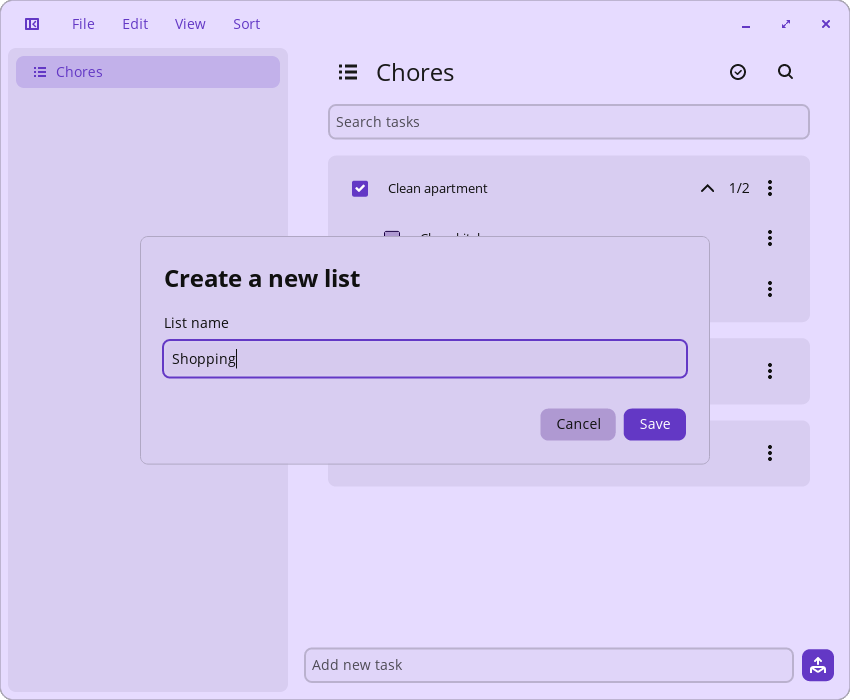 File Edit View Sort
Chores
Chores
Search tasks
Clean apartment 1/2
Create a new list
List name
Shopping
Cancel Save
Add new task